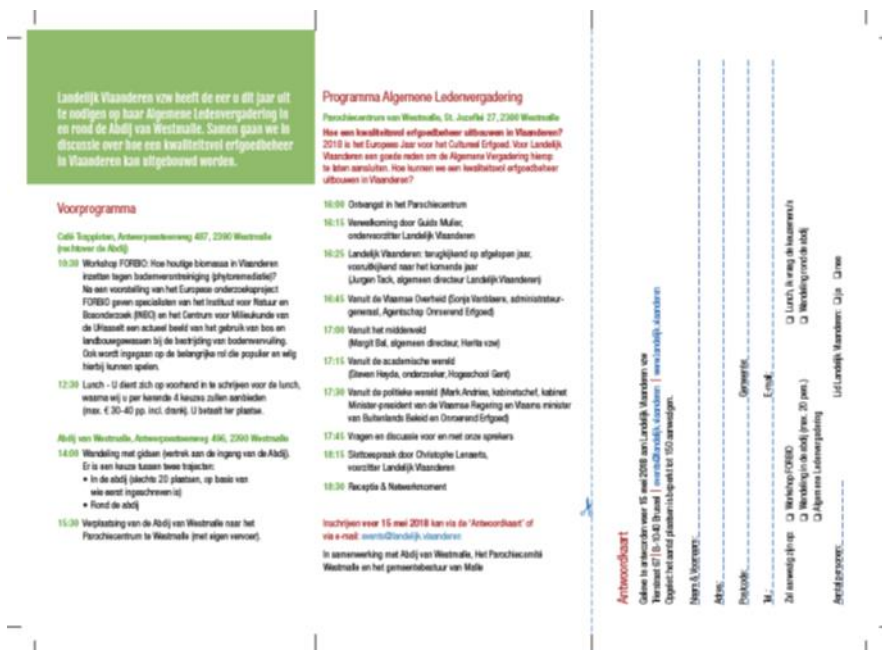 Landelijk Vlaanderen vzw heeft de eer u dit jaar uit
te nodigen op haar Algemene Ledenvergadering in
en rond de Abdij van Westmalle. Samen gaan we in
discussie over hoe een kwaliteitsvol erfgoedbeheer
in Vlaanderen kan uitgebouwd worden.
Voorprogramma
Café Trappisten, Antwerpsesteenweg 487, 2390 Westmalle
(rechtover de Abdij)
10:30 Workshop FORBIO: Hoe houtige biomassa in Vlaanderen
inzetten tegen bodemverontreiniging (phytoremediatie)?
Na een voorstelling van het Europese onderzoeksproject
FORBIO geven specialisten van het Instituut voor Natuur en
Bosonderzoek (INBO) en het Centrum voor Milieukunde van
de UHasselt een actueel beeld van het gebruik van bos en
landbouwgewassen bij de bestrijding van bodemvervuiling.
Ook wordt ingegaan op de belangrijke rol die populier en wilg
hierbij kunnen spelen.
12:30 Lunch - U dient zich op voorhand in te schrijven voor de lunch,
waarna wij u per kerende 4 keuzes zullen aanbieden
(max. € 30-40 pp. incl. drank). U betaalt ter plaatse.
Abdij van Westmalle, Antwerpsesteenweg 496, 2390 Westmalle
14:00 Wandeling met gidsen (vertrek aan de ingang van de Abdij).
Er is een keuze tussen twee trajecten:
• In de abdij (slechts 20 plaatsen, op basis van
wie eerst ingeschreven is)
• Rond de abdij
15:30 Verplaatsing van de Abdij van Westmalle naar het
Parochiecentrum te Westmalle (met eigen vervoer).
Programma Algemene Ledenvergadering
Parochiecentrum van Westmalle, St. Jozeflei 27, 2390 Westmalle
Hoe een kwaliteitsvol erfgoedbeheer uitbouwen in Vlaanderen?
2018 is het Europees Jaar voor het Cultureel Erfgoed. Voor Landelijk
Vlaanderen een goede reden om de Algemene Vergadering hierop
te laten aansluiten. Hoe kunnen we een kwaliteitsvol erfgoedbeheer
uitbouwen in Vlaanderen?
16:00 Ontvangst in het Parochiecentrum
16:15 Verwelkoming door Guido Mulier,
ondervoorzitter Landelijk Vlaanderen
16:25 Landelijk Vlaanderen: terugkijkend op afgelopen jaar,
vooruitkijkend naar het komende jaar
(Jurgen Tack, algemeen directeur Landelijk Vlaanderen)
16:45 Vanuit de Vlaamse Overheid (Sonja Vanblaere, administrateur-
generaal, Agentschap Onroerend Erfgoed)
17:00 Vanuit het middenveld
(Margit Bal, algemeen directeur, Herita vzw)
17:15 Vanuit de academische wereld
(Steven Heyde, onderzoeker, Hogeschool Gent)
17:30 Vanuit de politieke wereld (Mark Andries, kabinetschef, kabinet
Minister-president van de Vlaamse Regering en Vlaams minister
van Buitenlands Beleid en Onroerend Erfgoed)
17:45 Vragen en discussie voor en met onze sprekers
18:15 Slottoespraak door Christophe Lenaerts,
voorzitter Landelijk Vlaanderen
18:30 Receptie & Netwerkmoment
Inschrijven voor 15 mei 2018 kan via de 'Antwoordkaart' of
via e-mail: events@landelijk.vlaanderen
In samenwerking met Abdij van Westmalle, Het Parochiecomité
Westmalle en het gemeentebestuur van Malle
Antwoordkaart
Gelieve te antwoorden voor 15 mei 2018 aan Landelijk Vlaanderen vzw
Trierstraat 67 | B-1040 Brussel | events@landelijk.vlaanderen | www.landelijk.vlaanderen
Opgelet: het aantal plaatsen is beperkt tot 150 aanwezigen.
Naam & Voornaam:
Adres:
Postcode: Gemeente:
Tel.: E-mail:
Zal aanwezig zijn op: Workshop FORBIO Lunch, ik vraag de keuzemenu's
Wandeling in de abdij (max. 20 pers.) Wandeling rond de abdij
Algemene Ledenvergadering
Aantal personen: Lid Landelijk Vlaanderen: ja nee